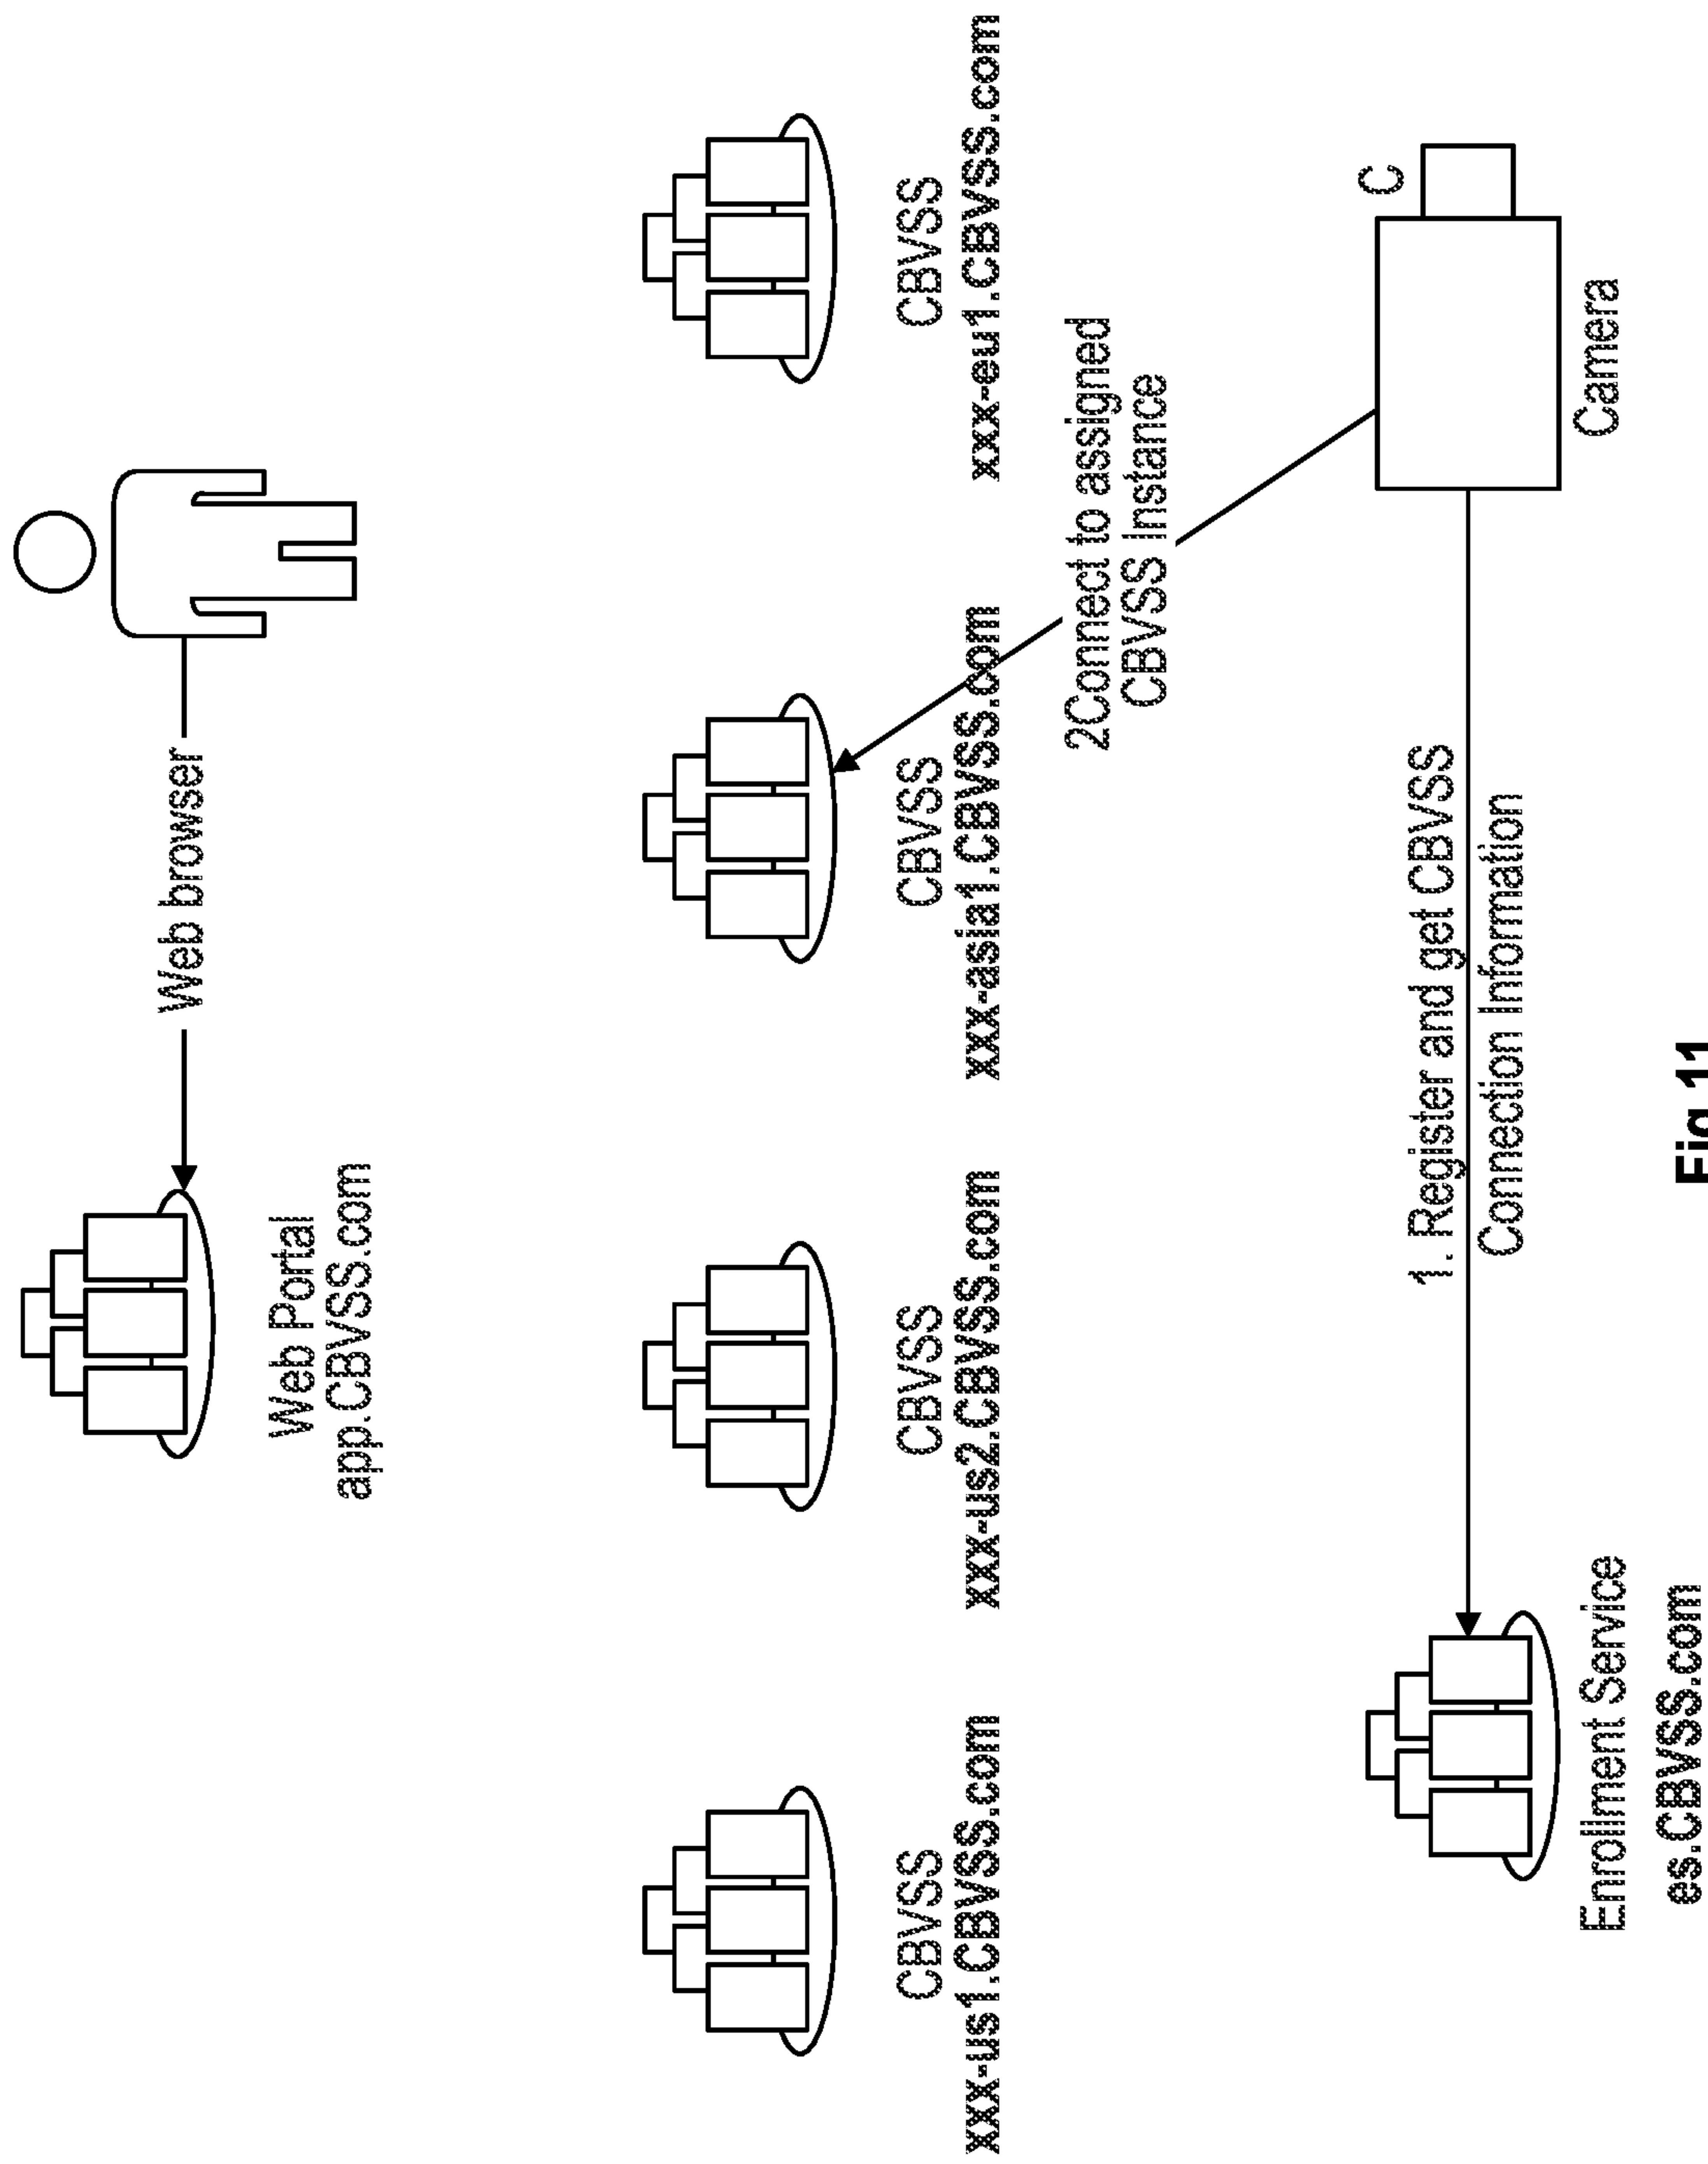 Web browser
Web Portal
app.CBVSS.com
CBVSS
xxx-us1.CBVSS.com
CBVSS
xxx-us2.CBVSS.com
CBVSS
xxx-asia1.CBVSS.com
CBVSS
xxx-eu1.CBVSS.com
2Connect to assigned
CBVSS Instance
C
1. Register and get CBVSS
Connection Information
Camera
Enrollment Service
es.CBVSS.com
Fig 11